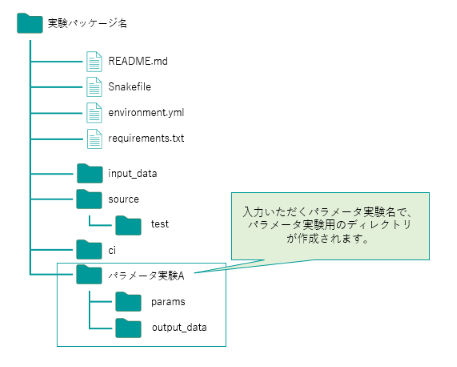 実験パッケージ名
README.md
Snakefile
environment.yml
requirements.txt
input_data
source
test
ci
パラメータ実験A
params
output_data
入力いただくパラメータ実験名で、
パラメータ実験用のディレクトリ
が作成されます。